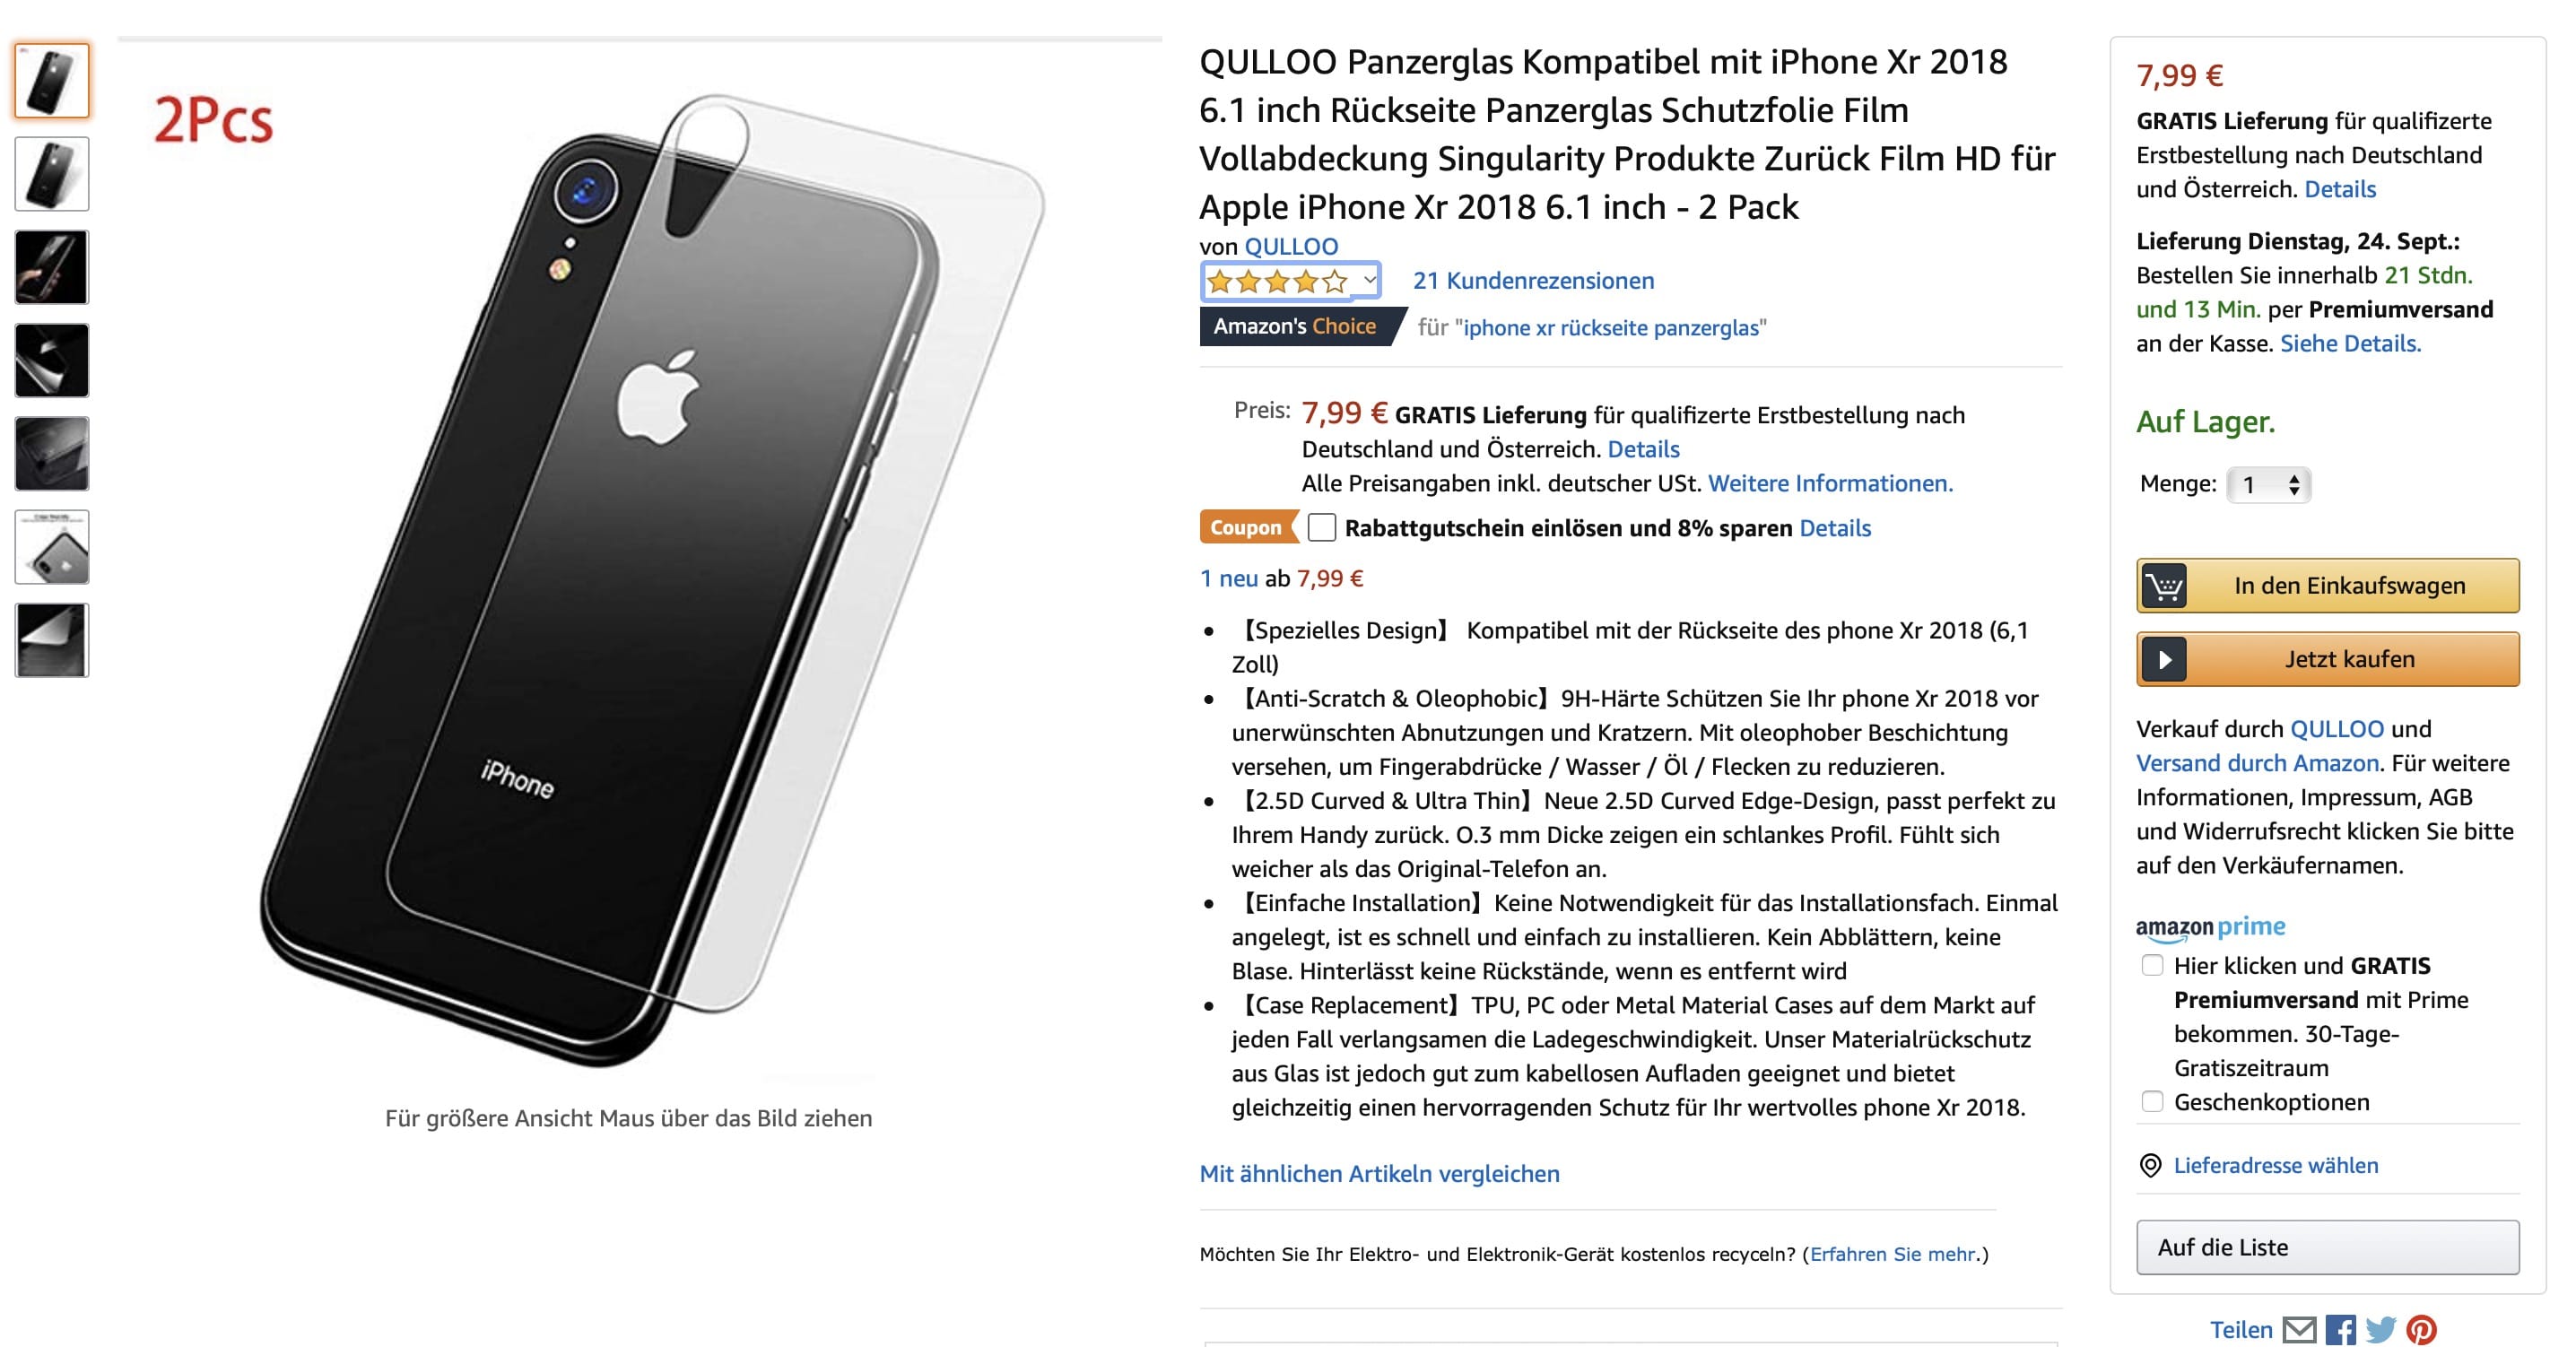 2Pcs
iPhone
Für größere Ansicht Maus über das Bild ziehen
QULLOO Panzerglas Kompatibel mit iPhone Xr 2018
6.1 inch Rückseite Panzerglas Schutzfolie Film
Vollabdeckung Singularity Produkte Zurück Film HD für
Apple iPhone Xr 2018 6.1 inch - 2 Pack
von QULLOO
21 Kundenrezensionen
Amazon's Choice für "iphone xr rückseite panzerglas"
Preis: 7,99 € GRATIS Lieferung für qualifizerte Erstbestellung nach
Deutschland und Österreich. Details
Alle Preisangaben inkl. deutscher USt. Weitere Informationen.
Coupon Rabattgutschein einlösen und 8% sparen Details
1 neu ab 7,99 €
• 【Spezielles Design】 Kompatibel mit der Rückseite des phone Xr 2018 (6,1
Zoll)
• 【Anti-Scratch & Oleophobic】9H-Härte Schützen Sie Ihr phone Xr 2018 vor
unerwünschten Abnutzungen und Kratzern. Mit oleophober Beschichtung
versehen, um Fingerabdrücke / Wasser / Öl / Flecken zu reduzieren.
• 【2.5D Curved & Ultra Thin】Neue 2.5D Curved Edge-Design, passt perfekt zu
Ihrem Handy zurück. O.3 mm Dicke zeigen ein schlankes Profil. Fühlt sich
weicher als das Original-Telefon an.
• 【Einfache Installation】Keine Notwendigkeit für das Installationsfach. Einmal
angelegt, ist es schnell und einfach zu installieren. Kein Abblättern, keine
Blase. Hinterlässt keine Rückstände, wenn es entfernt wird
• 【Case Replacement】TPU, PC oder Metal Material Cases auf dem Markt auf
jeden Fall verlangsamen die Ladegeschwindigkeit. Unser Materialrückschutz
aus Glas ist jedoch gut zum kabellosen Aufladen geeignet und bietet
gleichzeitig einen hervorragenden Schutz für Ihr wertvolles phone Xr 2018.
Mit ähnlichen Artikeln vergleichen
Möchten Sie Ihr Elektro- und Elektronik-Gerät kostenlos recyceln? (Erfahren Sie mehr.)
7,99 €
GRATIS Lieferung für qualifizerte
Erstbestellung nach Deutschland
und Österreich. Details
Lieferung Dienstag, 24. Sept.:
Bestellen Sie innerhalb 21 Stdn.
und 13 Min. per Premiumversand
an der Kasse. Siehe Details.
Auf Lager.
Menge: 1
In den Einkaufswagen
Jetzt kaufen
Verkauf durch QULLOO und
Versand durch Amazon. Für weitere
Informationen, Impressum, AGB
und Widerrufsrecht klicken Sie bitte
auf den Verkäufernamen.
amazon prime
Hier klicken und GRATIS
Premiumversand mit Prime
bekommen. 30-Tage-
Gratiszeitraum
Geschenkoptionen
Lieferadresse wählen
Auf die Liste
Teilen